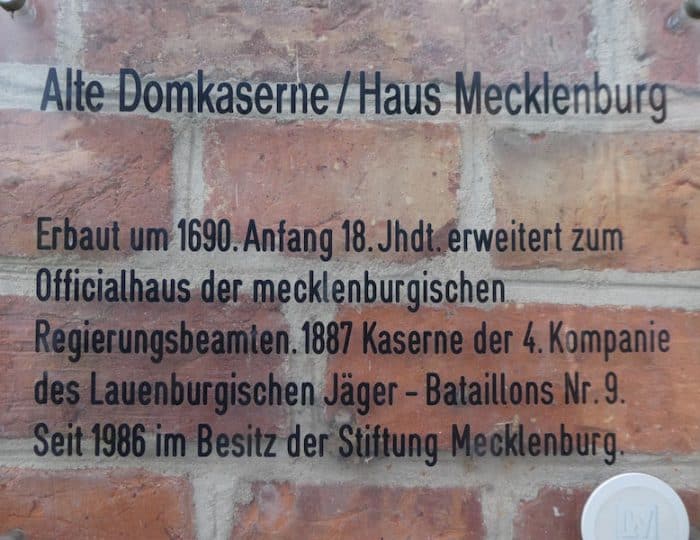 Alte Domkaserne / Haus Mecklenburg
Erbaut um 1690. Anfang 18. Jhdt. erweitert zum
Officialhaus der mecklenburgischen
Regierungsbeamten. 1887 Kaserne der 4. Kompanie
des Lauenburgischen Jäger - Bataillons Nr. 9.
Seit 1986 im Besitz der Stiftung Mecklenburg.